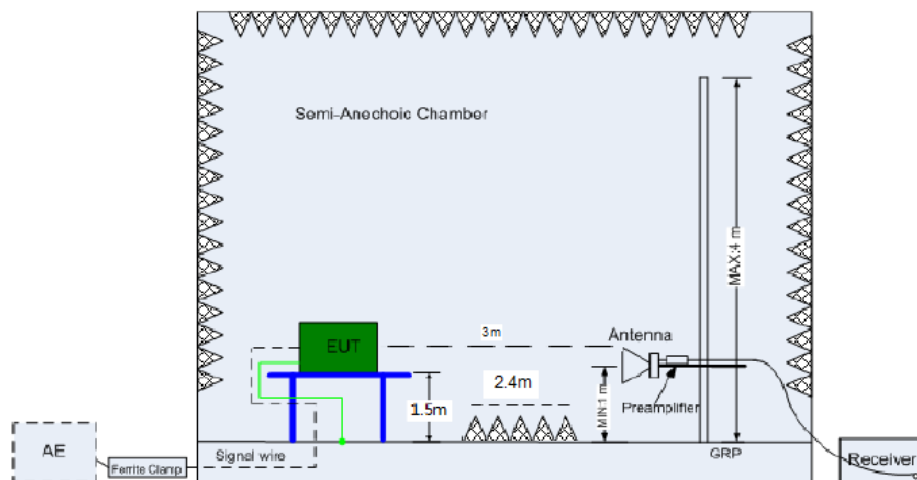 Semi-Anechoic Chamber
MAX:4 m
3m
Antenna
EUT
2.4m
1.5m
MIN:1 m
Preamplifier
AE
Ferrite Clamp
Signal wire
GRP
Receiver